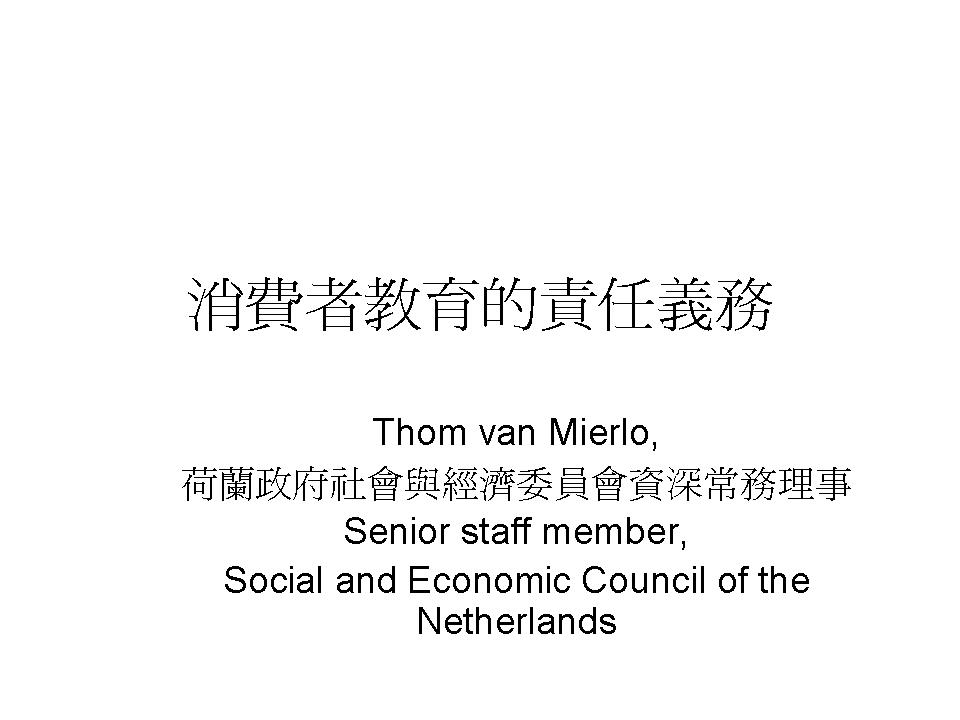 消費者教育的責任義務
Thom van Mierlo,
荷蘭政府社會與經濟委員會資深常務理事
Senior staff member,
Social and Economic Council of the
Netherlands